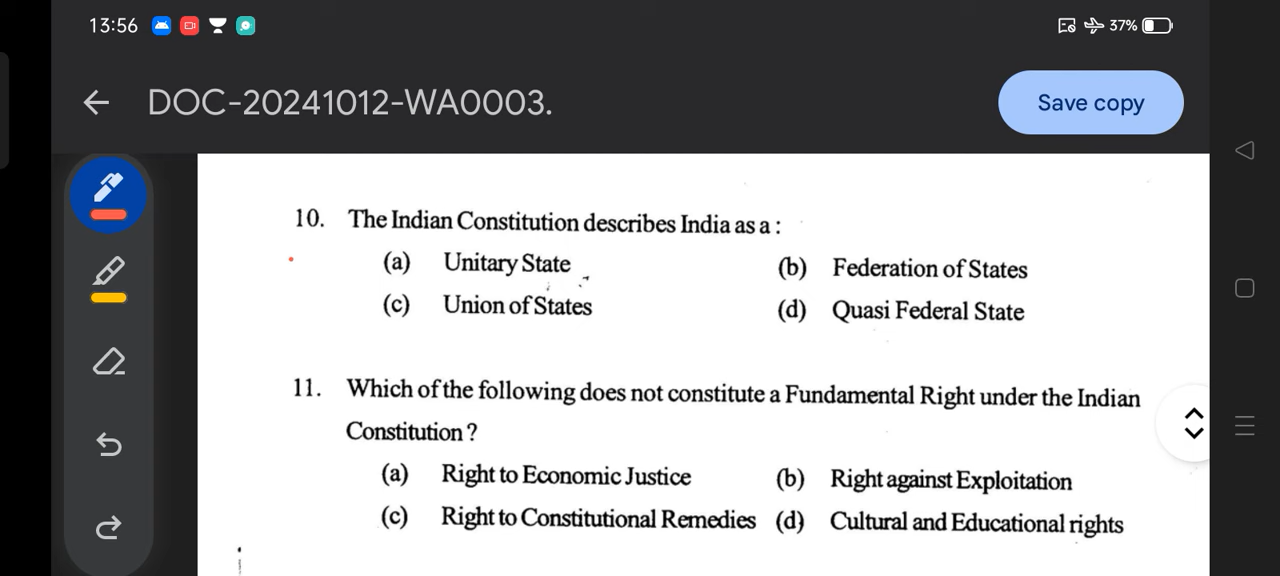 13:56 37%
DOC-20241012-WA0003. Save copy
10. The Indian Constitution describes India as a :
(a) Unitary State (b) Federation of States
(c) Union of States (d) Quasi Federal State
11. Which of the following does not constitute a Fundamental Right under the Indian
Constitution ?
(a) Right to Economic Justice (b) Right against Exploitation
(c) Right to Constitutional Remedies (d) Cultural and Educational rights